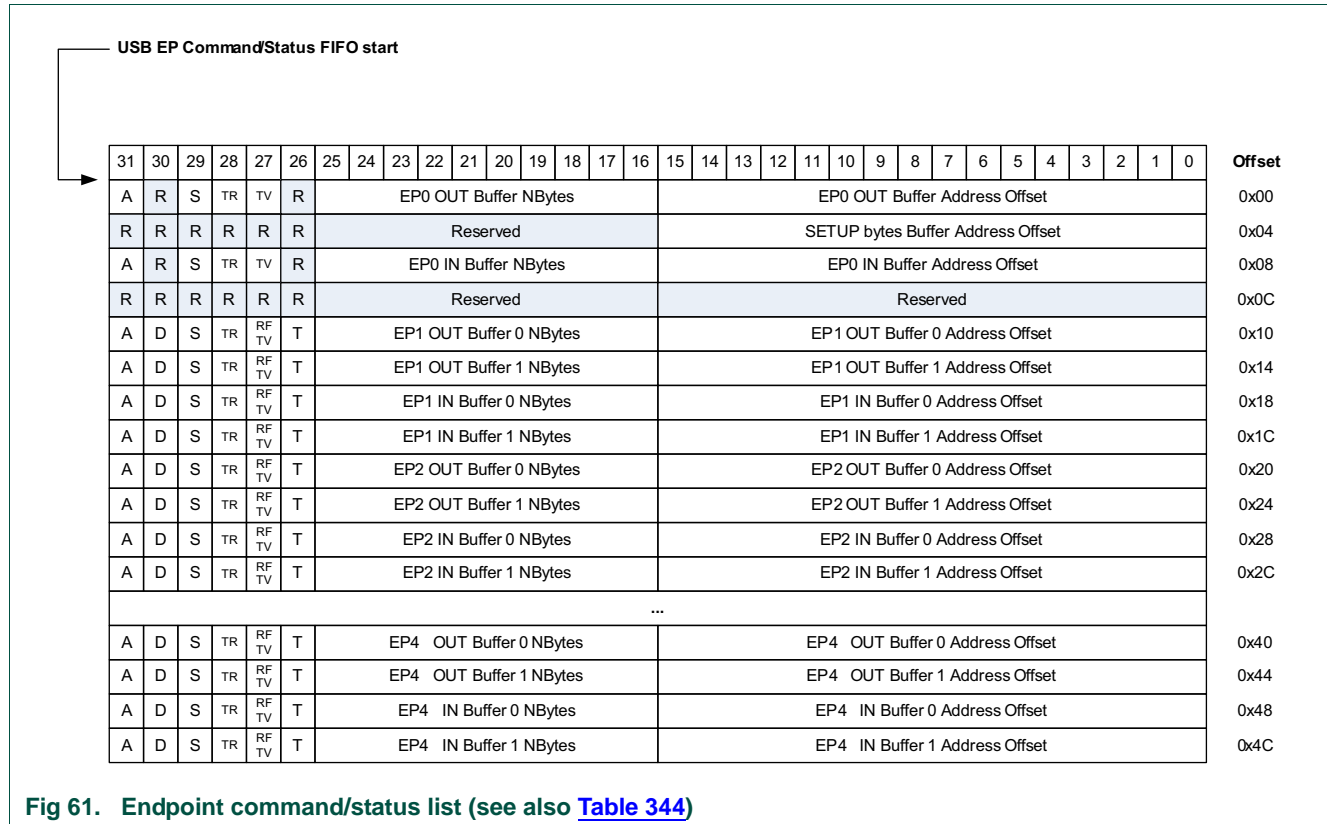 USB EP Command/Status FIFO start
31 30 29 28 27 26 25 24 23 22 21 20 19 18 17 16 15 14 13 12 11 10 9 8 7 6 5 4 3 2 1 0 Offset
A R S TR TV R EP0 OUT Buffer NBytes EP0 OUT Buffer Address Offset 0x00
R R R R R R Reserved SETUP bytes Buffer Address Offset 0x04
A R S TR TV R EP0 IN Buffer NBytes EP0 IN Buffer Address Offset 0x08
R R R R R R Reserved Reserved 0x0C
A D S TR RF TV T EP1 OUT Buffer 0 NBytes EP1 OUT Buffer 0 Address Offset 0x10
A D S TR RF TV T EP1 OUT Buffer 1 NBytes EP1 OUT Buffer 1 Address Offset 0x14
A D S TR RF TV T EP1 IN Buffer 0 NBytes EP1 IN Buffer 0 Address Offset 0x18
A D S TR RF TV T EP1 IN Buffer 1 NBytes EP1 IN Buffer 1 Address Offset 0x1C
A D S TR RF TV T EP2 OUT Buffer 0 NBytes EP2 OUT Buffer 0 Address Offset 0x20
A D S TR RF TV T EP2 OUT Buffer 1 NBytes EP2 OUT Buffer 1 Address Offset 0x24
A D S TR RF TV T EP2 IN Buffer 0 NBytes EP2 IN Buffer 0 Address Offset 0x28
A D S TR RF TV T EP2 IN Buffer 1 NBytes EP2 IN Buffer 1 Address Offset 0x2C
...
A D S TR RF TV T EP4 OUT Buffer 0 NBytes EP4 OUT Buffer 0 Address Offset 0x40
A D S TR RF TV T EP4 OUT Buffer 1 NBytes EP4 OUT Buffer 1 Address Offset 0x44
A D S TR RF TV T EP4 IN Buffer 0 NBytes EP4 IN Buffer 0 Address Offset 0x48
A D S TR RF TV T EP4 IN Buffer 1 NBytes EP4 IN Buffer 1 Address Offset 0x4C
Fig 61. Endpoint command/status list (see also Table 344)